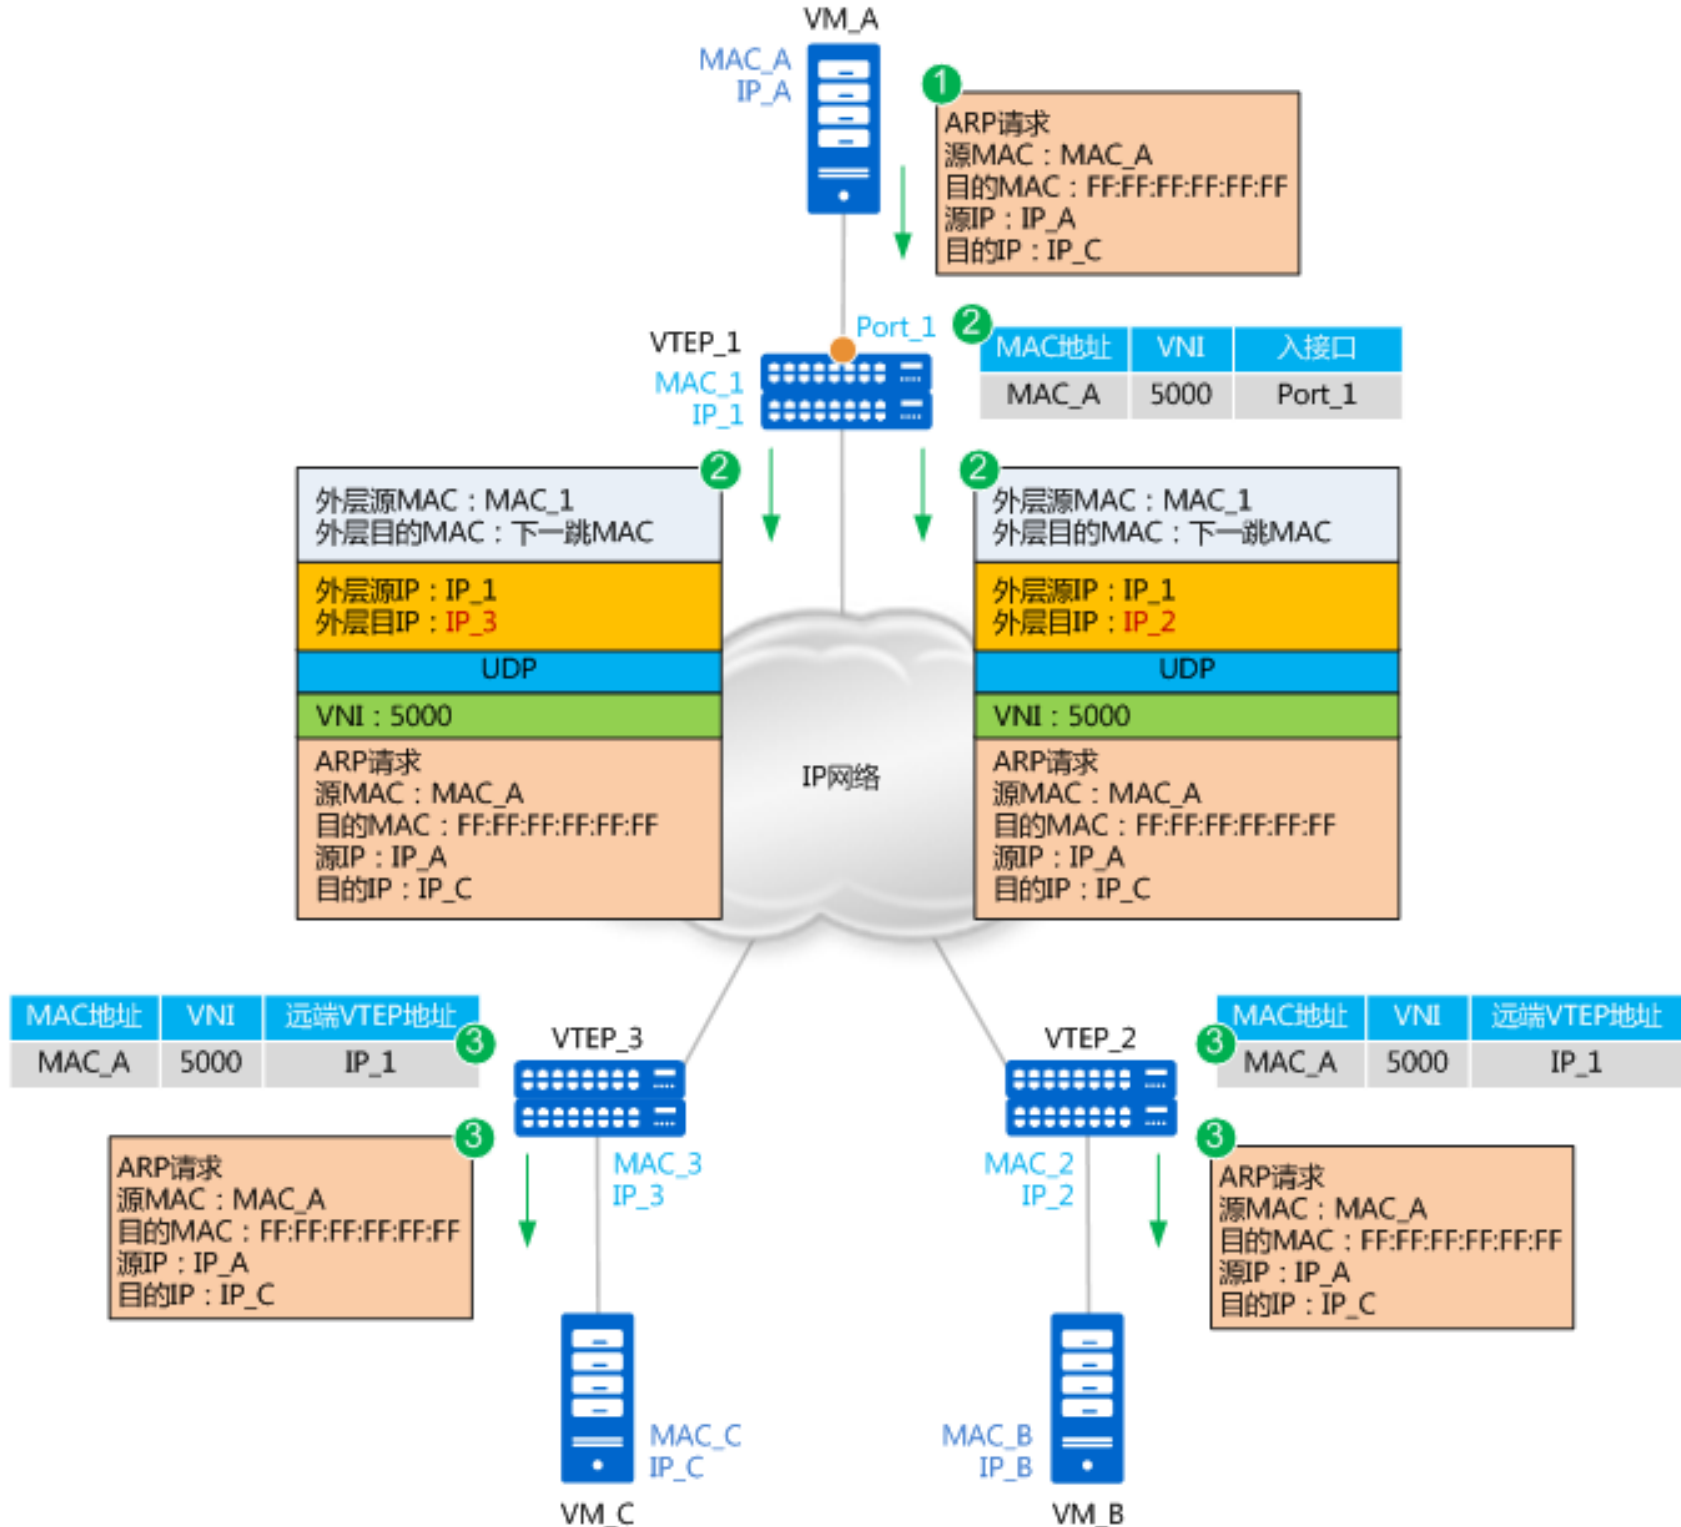 VM_A
MAC_A
IP_A
1
ARP请求
源MAC：MAC_A
目的MAC：FF:FF:FF:FF:FF:FF
源IP：IP_A
目的IP：IP_C
VTEP_1
MAC_1
IP_1
Port_1
2
MAC地址 VNI 入接口
MAC_A 5000 Port_1
2
外层源MAC：MAC_1
外层目的MAC：下一跳MAC
外层源IP：IP_1
外层目IP：IP_3
UDP
VNI：5000
ARP请求
源MAC：MAC_A
目的MAC：FF:FF:FF:FF:FF:FF
源IP：IP_A
目的IP：IP_C
2
外层源MAC：MAC_1
外层目的MAC：下一跳MAC
外层源IP：IP_1
外层目IP：IP_2
UDP
VNI：5000
ARP请求
源MAC：MAC_A
目的MAC：FF:FF:FF:FF:FF:FF
源IP：IP_A
目的IP：IP_C
IP网络
MAC地址 VNI 远端VTEP地址
MAC_A 5000 IP_1
3
VTEP_3
VTEP_2
3
MAC地址 VNI 远端VTEP地址
MAC_A 5000 IP_1
3
ARP请求
源MAC：MAC_A
目的MAC：FF:FF:FF:FF:FF:FF
源IP：IP_A
目的IP：IP_C
MAC_3
IP_3
MAC_2
IP_2
3
ARP请求
源MAC：MAC_A
目的MAC：FF:FF:FF:FF:FF:FF
源IP：IP_A
目的IP：IP_C
MAC_C
IP_C
VM_C
MAC_B
IP_B
VM_B